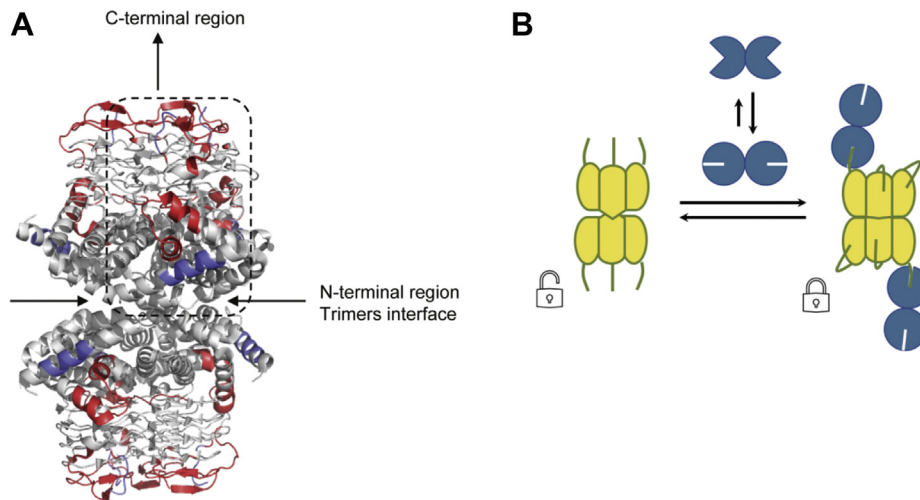 A
C-terminal region
N-terminal region
Trimers interface
B